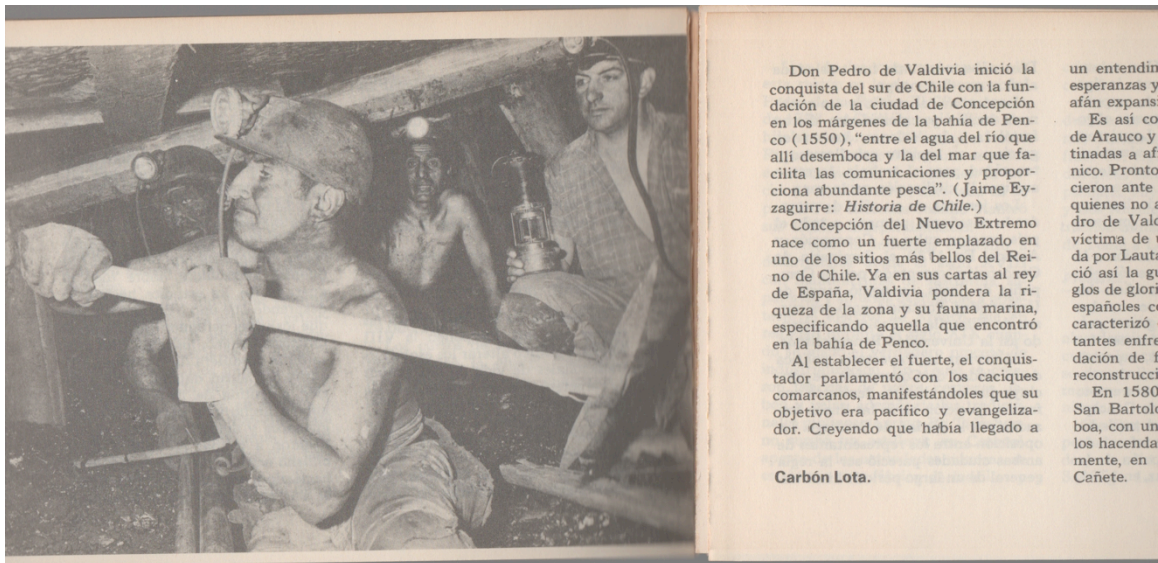 Don Pedro de Valdivia inició la
conquista del sur de Chile con la fun-
dación de la ciudad de Concepción
en los márgenes de la bahía de Pen-
co (1550), “entre el agua del río que
allí desemboca y la del mar que fa-
cilita las comunicaciones y propor-
ciona abundante pesca”. (Jaime Ey-
zaguirre: Historia de Chile.)
Concepción del Nuevo Extremo
nace como un fuerte emplazado en
uno de los sitios más bellos del Rei-
no de Chile. Ya en sus cartas al rey
de España, Valdivia pondera la ri-
queza de la zona y su fauna marina,
especificando aquella que encontró
en la bahía de Penco.
Al establecer el fuerte, el conquis-
tador parlamentó con los caciques
comarcanos, manifestándoles que su
objetivo era pacífico y evangeliza-
dor. Creyendo que había llegado a
Carbón Lota.
un entendin
esperanzas y
afán expans
Es así co
de Arauco y
tinadas a af
nico. Pronto
cieron ante
quienes no a
dro de Vald
víctima de
da por Lauta
ció así la gu
glos de glori
españoles c
caracterizó
tantes enfre
dación de f
reconstrucci
En 1580
San Bartolo
boa, con un
los hacenda
mente, en
Cañete.